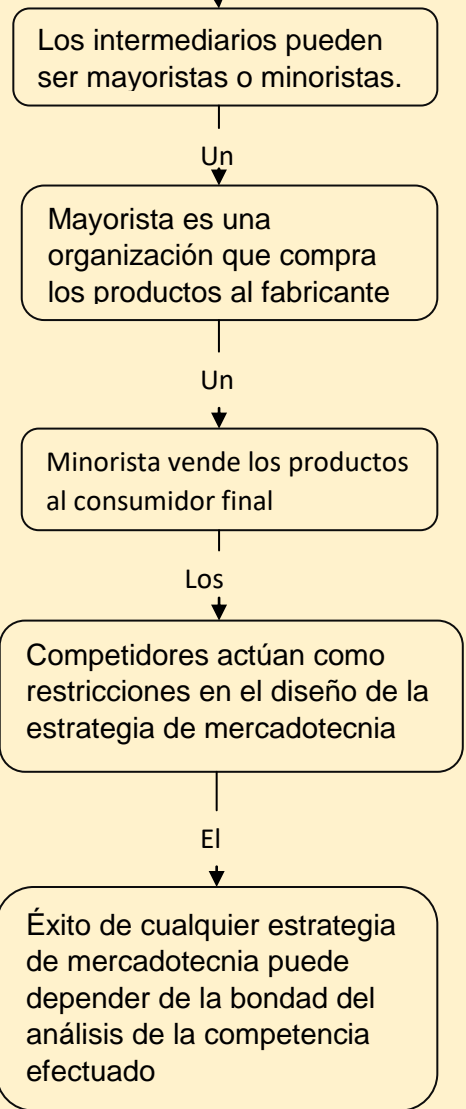 Los intermediarios pueden
ser mayoristas o minoristas.
Un
Mayorista es una
organización que compra
los productos al fabricante
Un
Minorista vende los productos
al consumidor final
Los
Competidores actúan como
restricciones en el diseño de la
estrategia de mercadotecnia
El
Éxito de cualquier estrategia
de mercadotecnia puede
depender de la bondad del
análisis de la competencia
efectuado